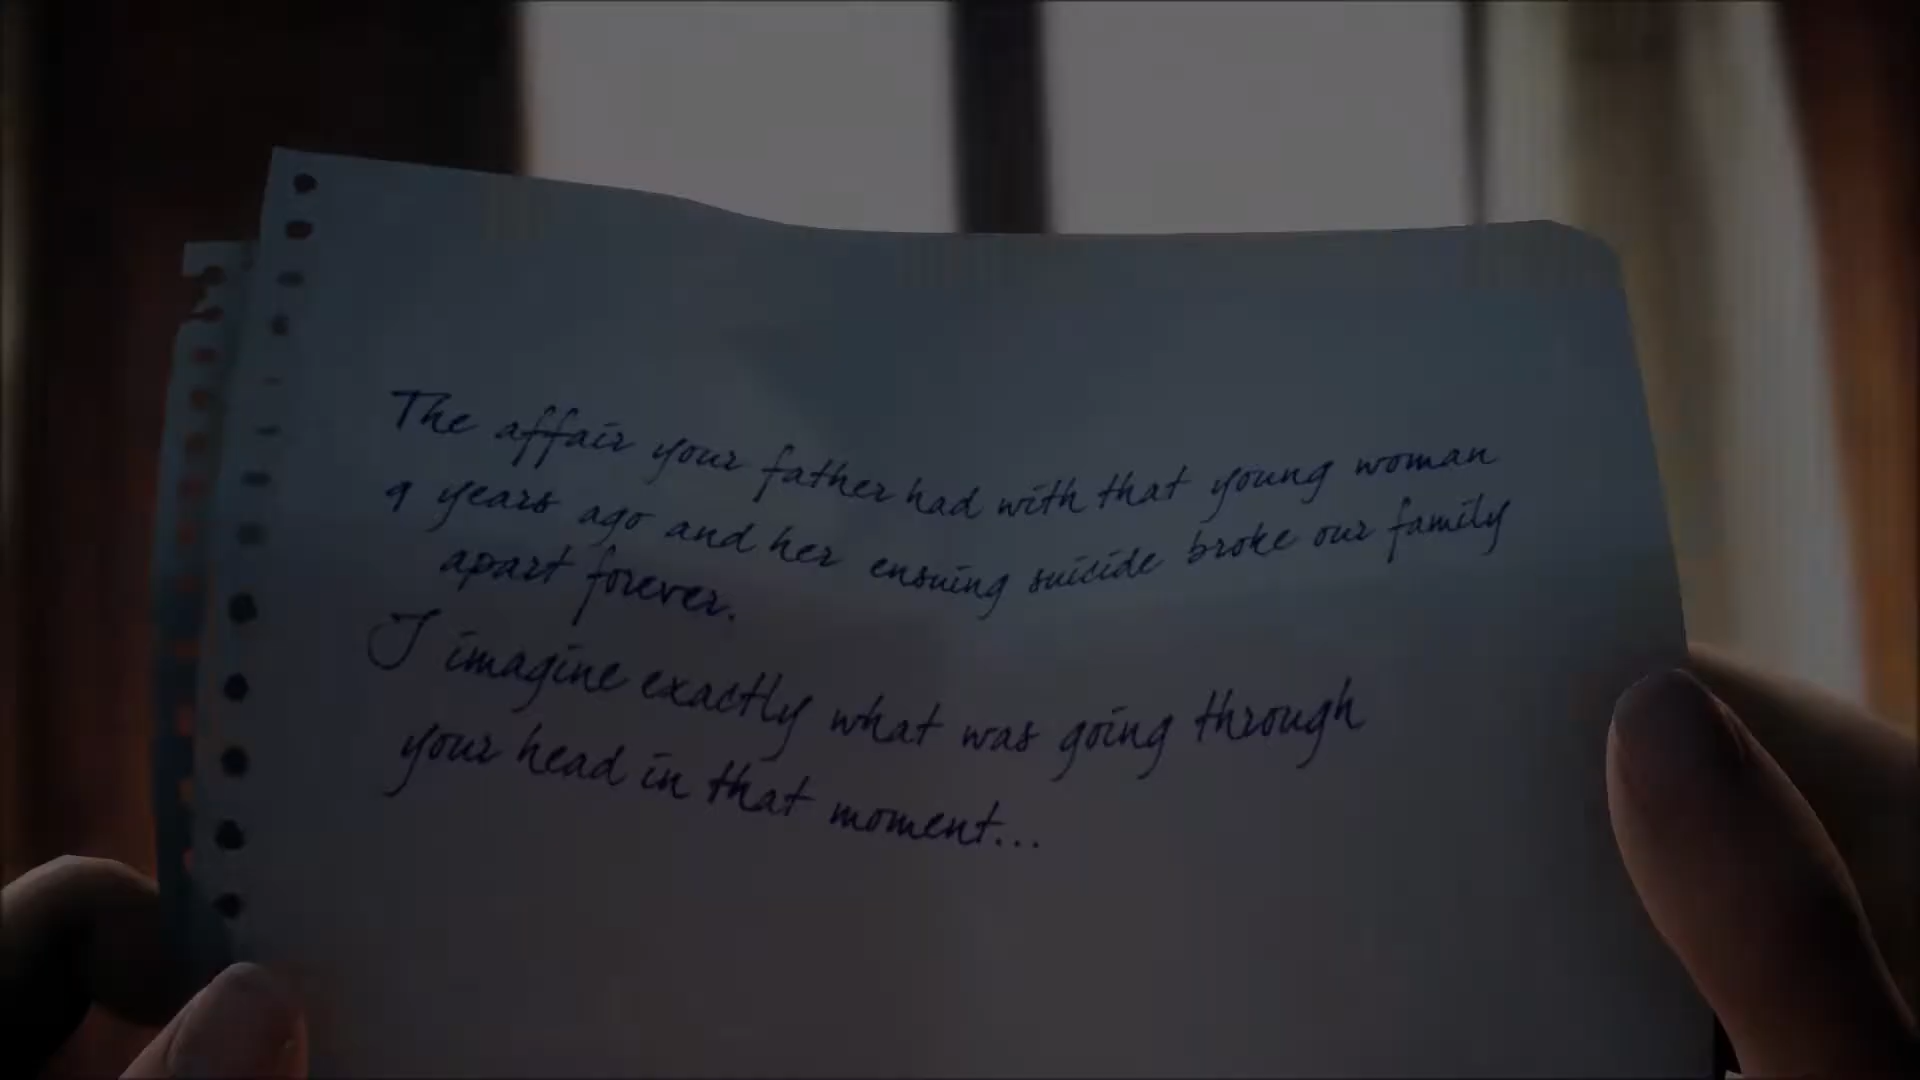 The affair your father had with that young woman
9 years ago and her ensuing suicide broke our family
apart forever.
I imagine exactly what was going through
your head in that moment...